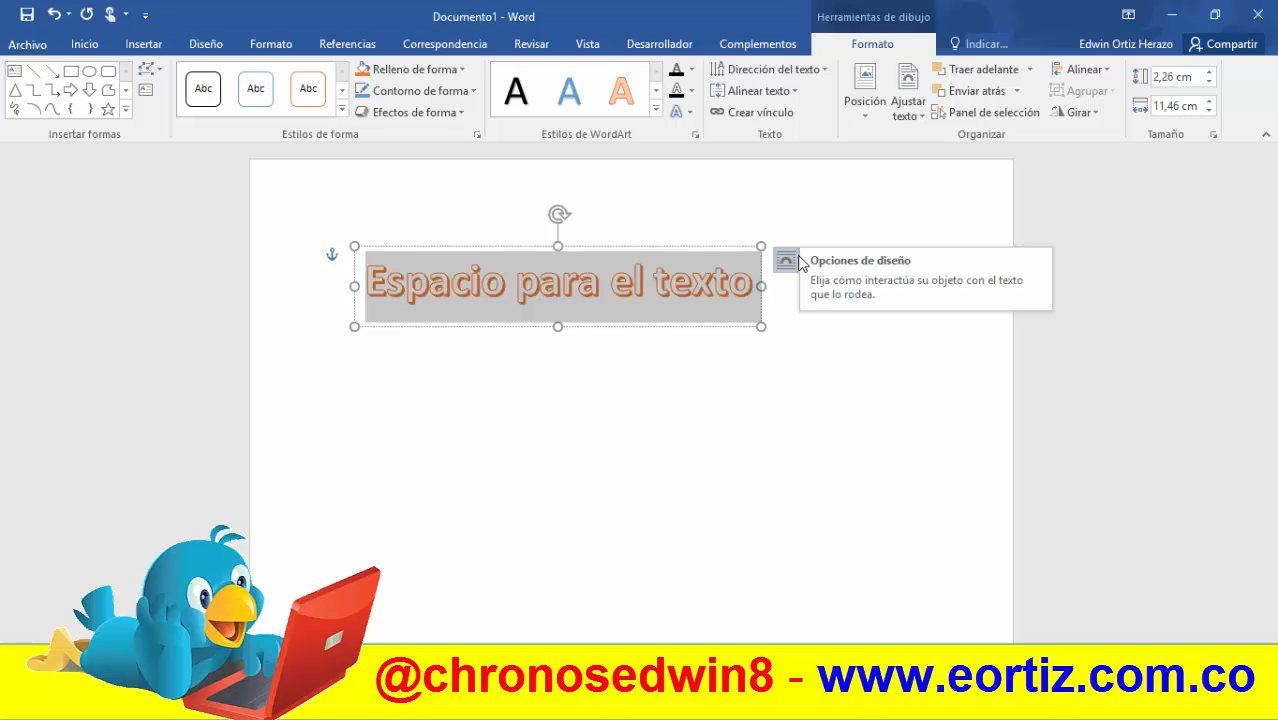 Documento1 - Word
Herramientas de dibujo
Archivo Inicio Insertar Diseño Formato Referencias Correspondencia Revisar Vista Desarrollador Complementos Formato Indicar... Edwin Ortiz Herazo Compartir
Abc Abc Abc
Relleno de forma
Contorno de forma
Efectos de forma
A A A
Dirección del texto
Alinear texto
Crear vínculo
Posición
Ajustar
texto
Traer adelante
Enviar atrás
Panel de selección
Alinear
Agrupar
Girar
2,26 cm
11,46 cm
Insertar formas Estilos de forma Estilos de WordArt Texto Organizar Tamaño
Espacio para el texto
Opciones de diseño
Elija cómo interactúa su objeto con el texto
que lo rodea.
@chronosedwin8 - www.eortiz.com.co